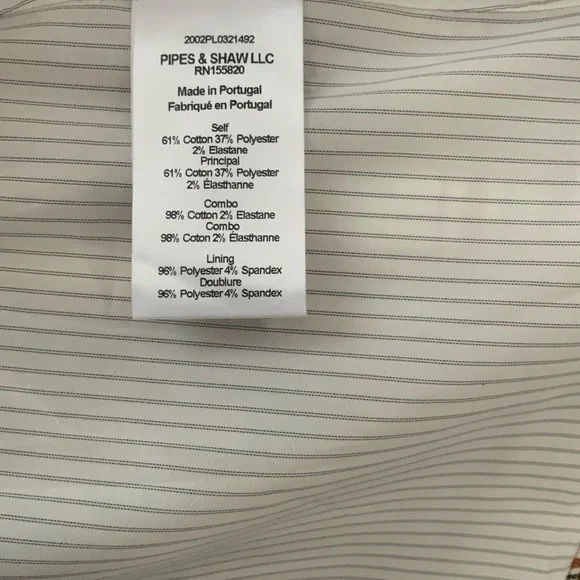 2002PL0321492
PIPES & SHAW LLC
RN155820
Made in Portugal
Fabriqué en Portugal
Self
61% Cotton 37% Polyester
2% Elastane
Principal
61% Cotton 37% Polyester
2% Élasthanne
Combo
98% Cotton 2% Elastane
Combo
98% Coton 2% Élasthanne
Lining
96% Polyester 4% Spandex
Doublure
96% Polyester 4% Spandex